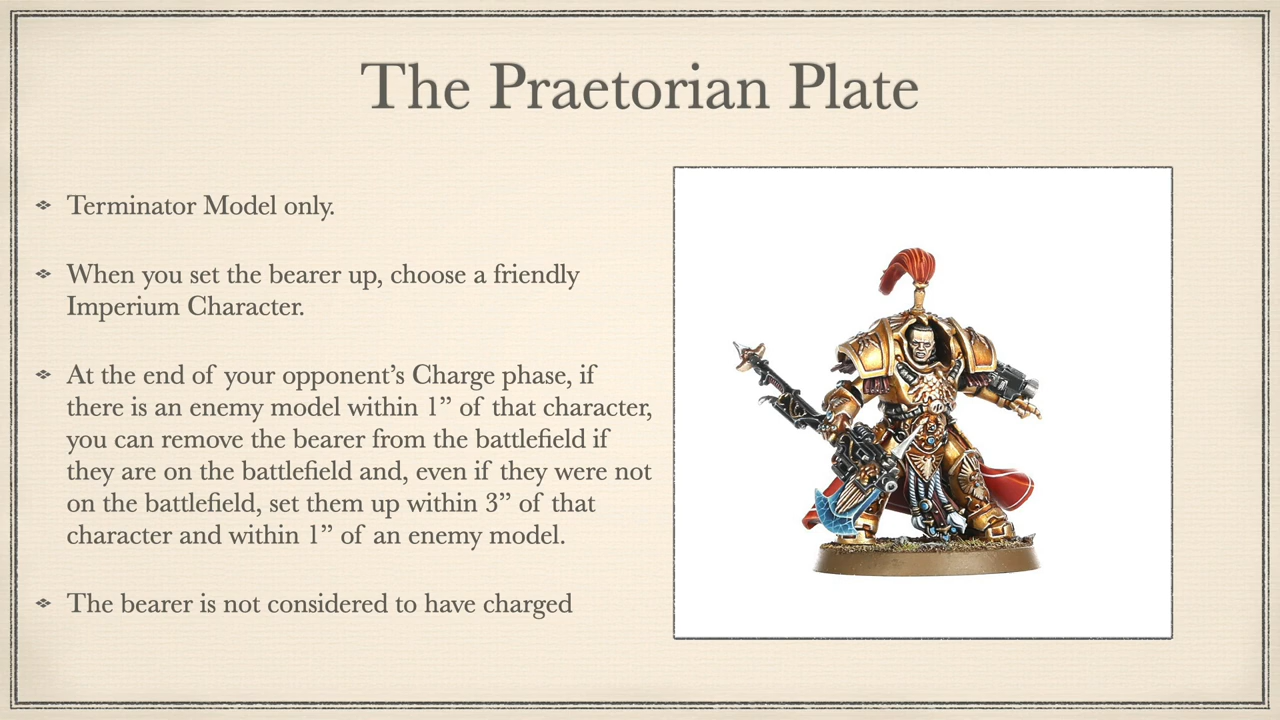 The Praetorian Plate
Terminator Model only.
When you set the bearer up, choose a friendly
Imperium Character.
At the end of your opponent’s Charge phase, if
there is an enemy model within 1” of that character,
you can remove the bearer from the battlefield if
they are on the battlefield and, even if they were not
on the battlefield, set them up within 3” of that
character and within 1” of an enemy model.
The bearer is not considered to have charged